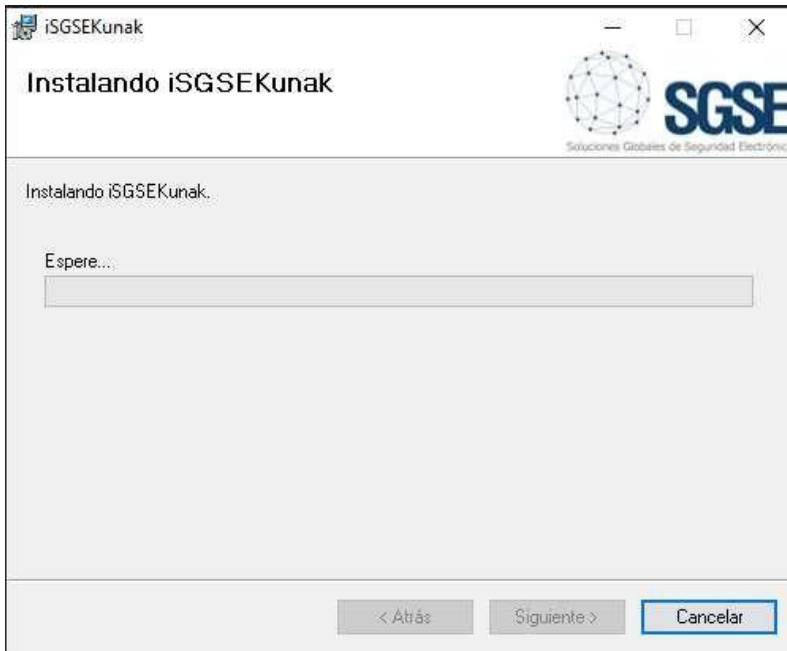 iSGSEKunak
Instalando iSGSEKunak
SGSE
Soluciones Globales de Seguridad Electrónic
Instalando iSGSEKunak.
Espere...
< Atrás
Siguiente >
Cancelar